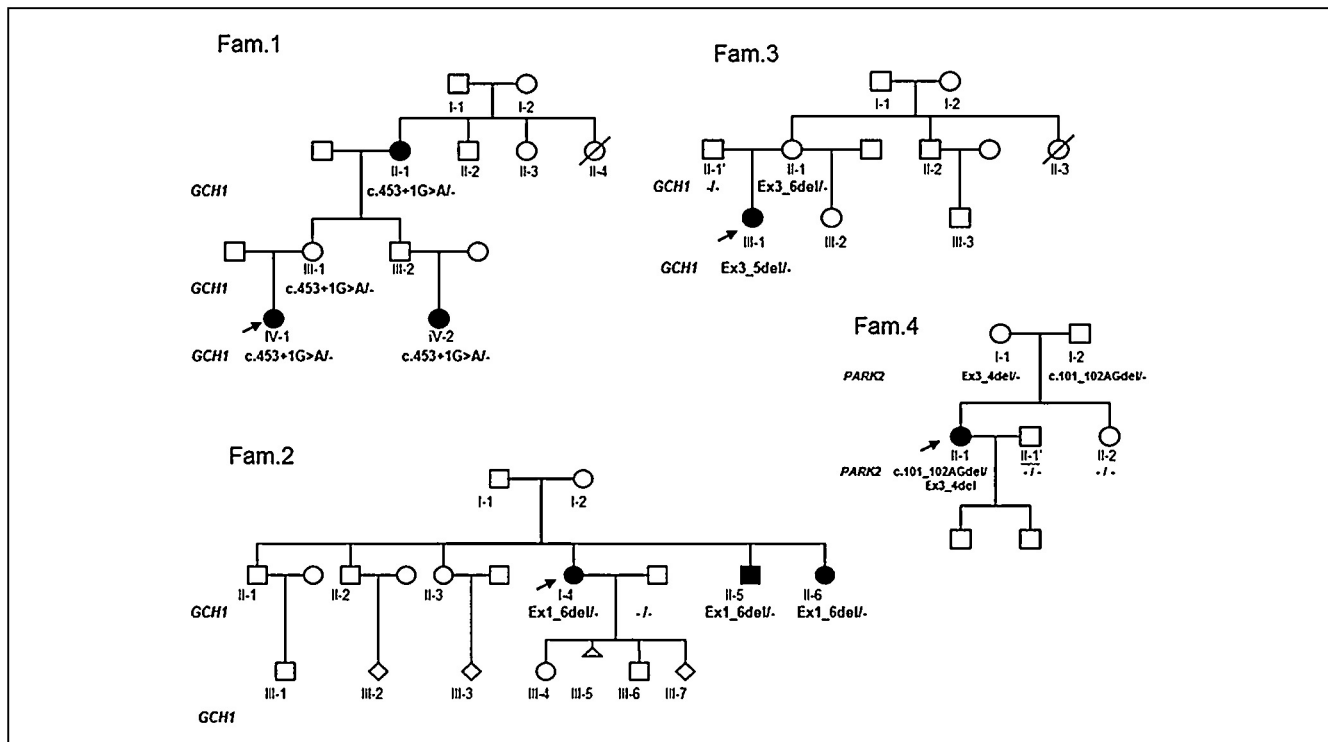 Fam.1
I-1 I-2
II-1 II-2 II-3 II-4
GCH1 c.453+1G>A/-
III-1 III-2
GCH1 c.453+1G>A/-
IV-1 iV-2
GCH1 c.453+1G>A/- c.453+1G>A/-
Fam.3
I-1 I-2
II-1' II-1 II-2 II-3
GCH1 -/- Ex3_6del/-
III-1 III-2 III-3
GCH1 Ex3_5del/-
Fam.4
I-1 I-2
PARK2 Ex3_4del/- c.101_102AGdel/-
II-1 II-1' II-2
PARK2 c.101_102AGdel/ -/- -/-
Ex3_4del
Fam.2
I-1 I-2
II-1 II-2 II-3 I-4 II-5 II-6
GCH1 Ex1_6del/- -/- Ex1_6del/- Ex1_6del/-
III-1 III-2 III-3 III-4 III-5 III-6 III-7
GCH1